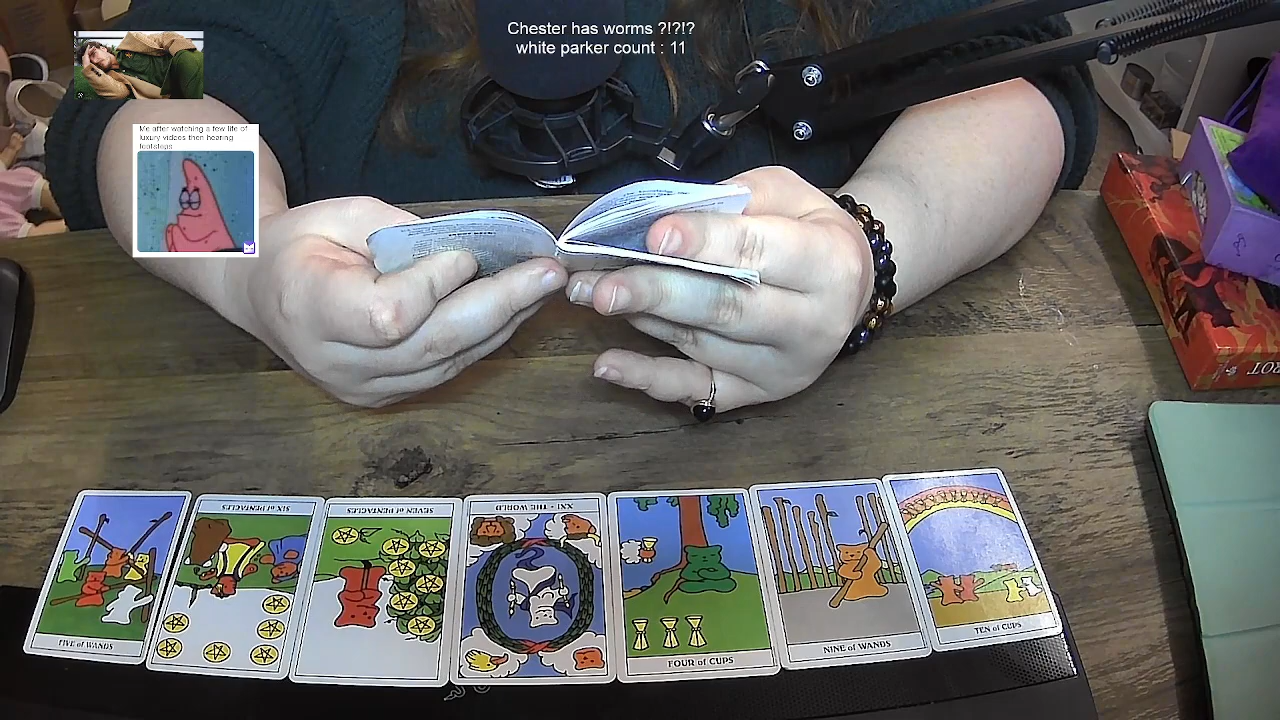 Chester has worms ?!?!?
white parker count : 11
Me after watching a few life of
luxury videos then hearing
footsteps
TAROT
FIVE of WANDS
SIX of PENTACLES
SEVEN of PENTACLES
XXI • THE WORLD
FOUR of CUPS
NINE of WANDS
TEN of CUPS